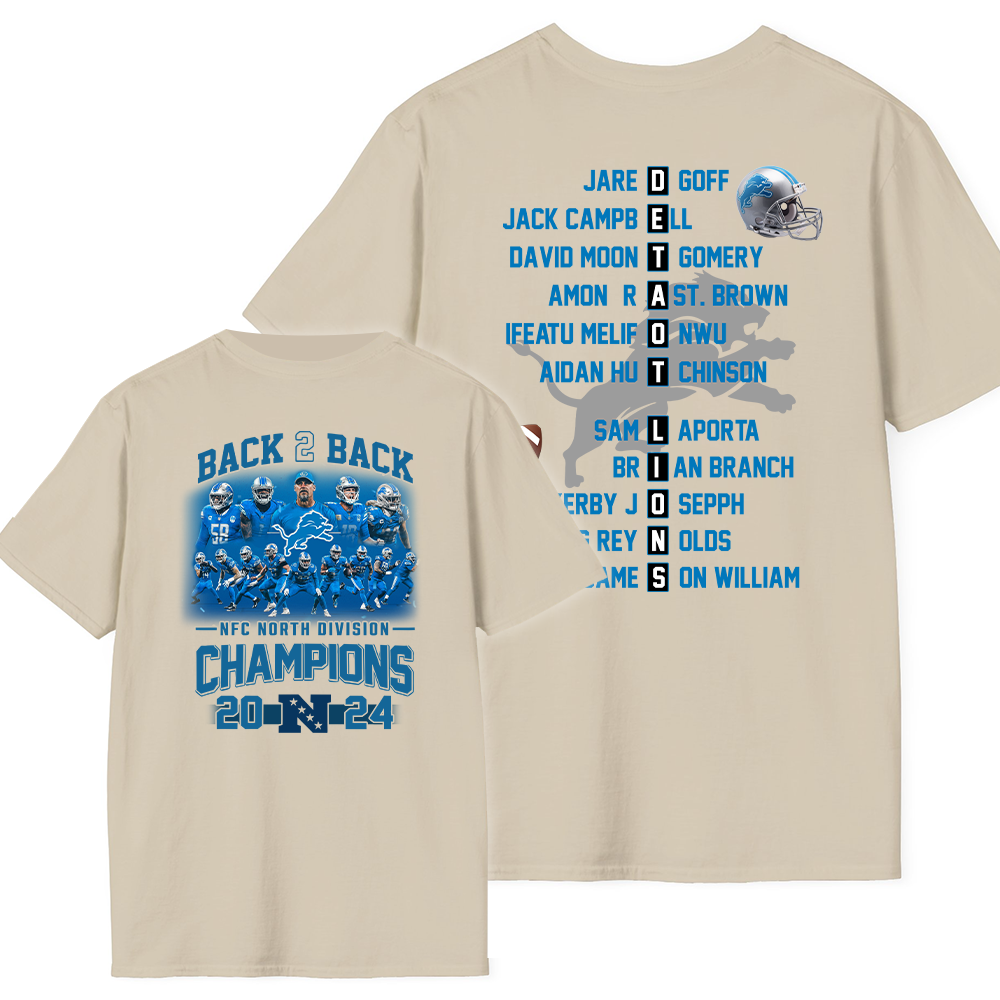 JARE D GOFF
JACK CAMPB E LL
DAVID MOON T GOMERY
AMON R A ST. BROWN
IFEATU MELIF O NWU
AIDAN HU T CHINSON
SAM L APORTA
BR I AN BRANCH
ERBY J O SEPPH
REY N OLDS
AME S ON WILLIAM
BACK 2 BACK
NFC NORTH DIVISION
CHAMPIONS
20 N 24